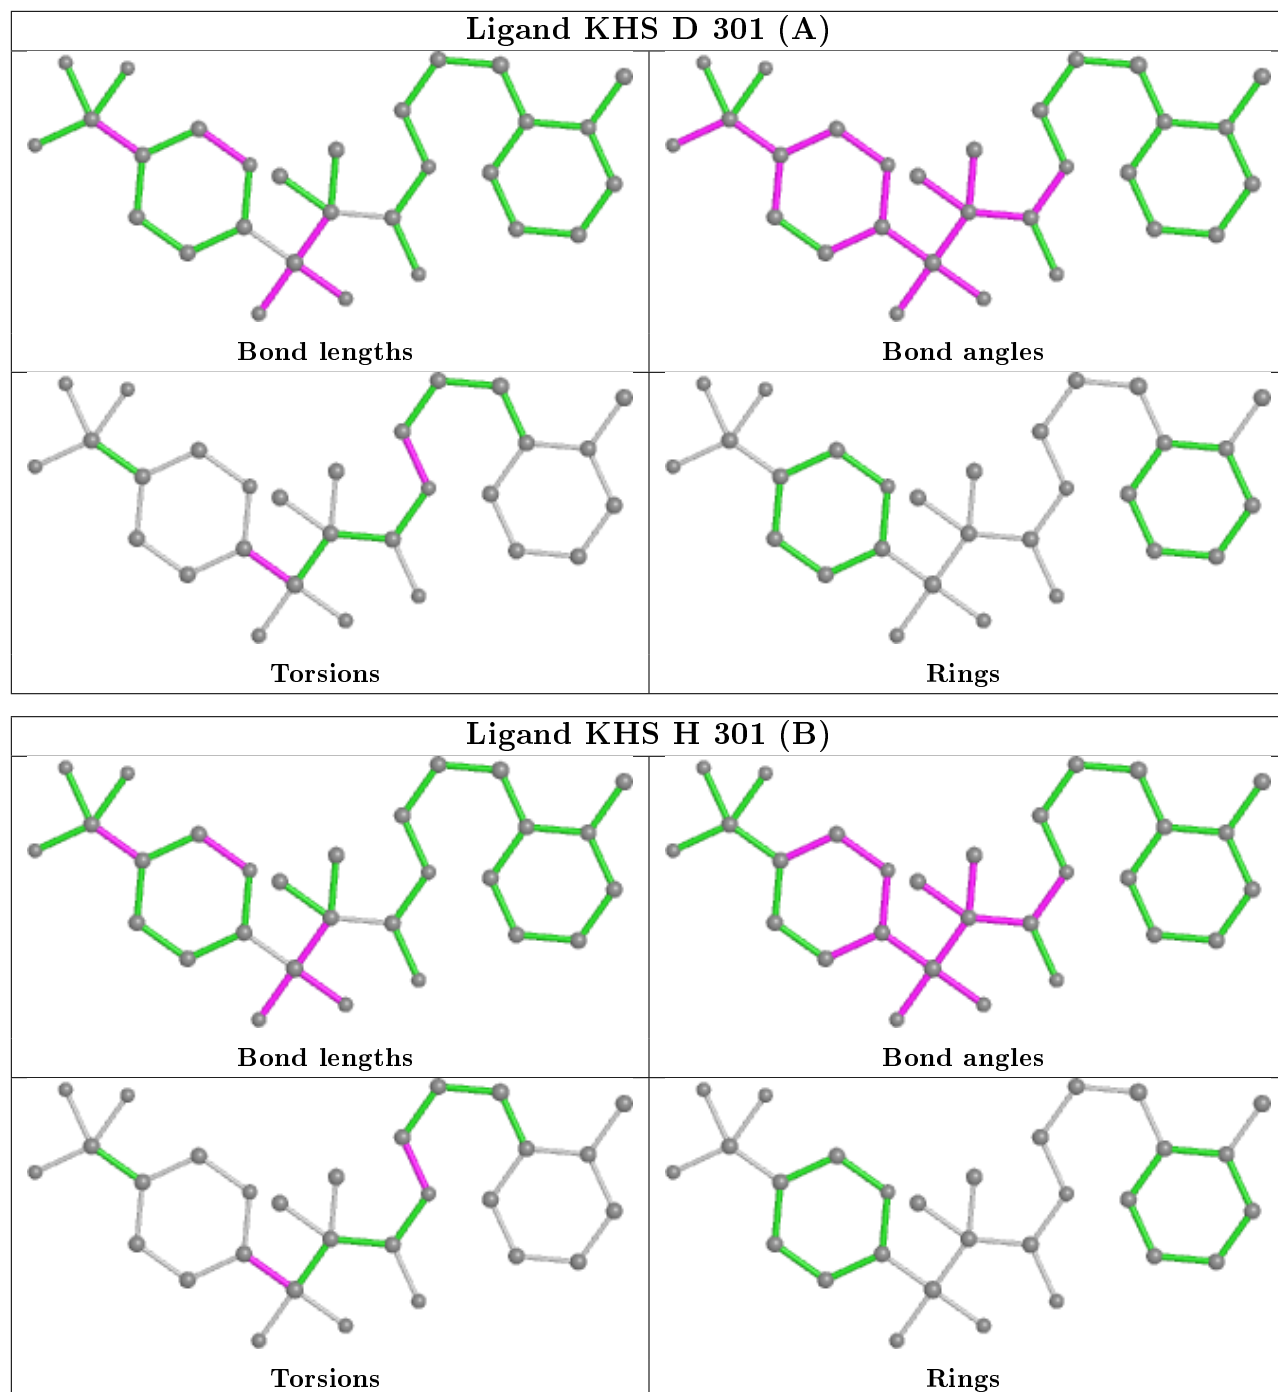 Ligand KHS D 301 (A)
Bond lengths
Bond angles
Torsions
Rings
Ligand KHS H 301 (B)
Bond lengths
Bond angles
Torsions
Rings